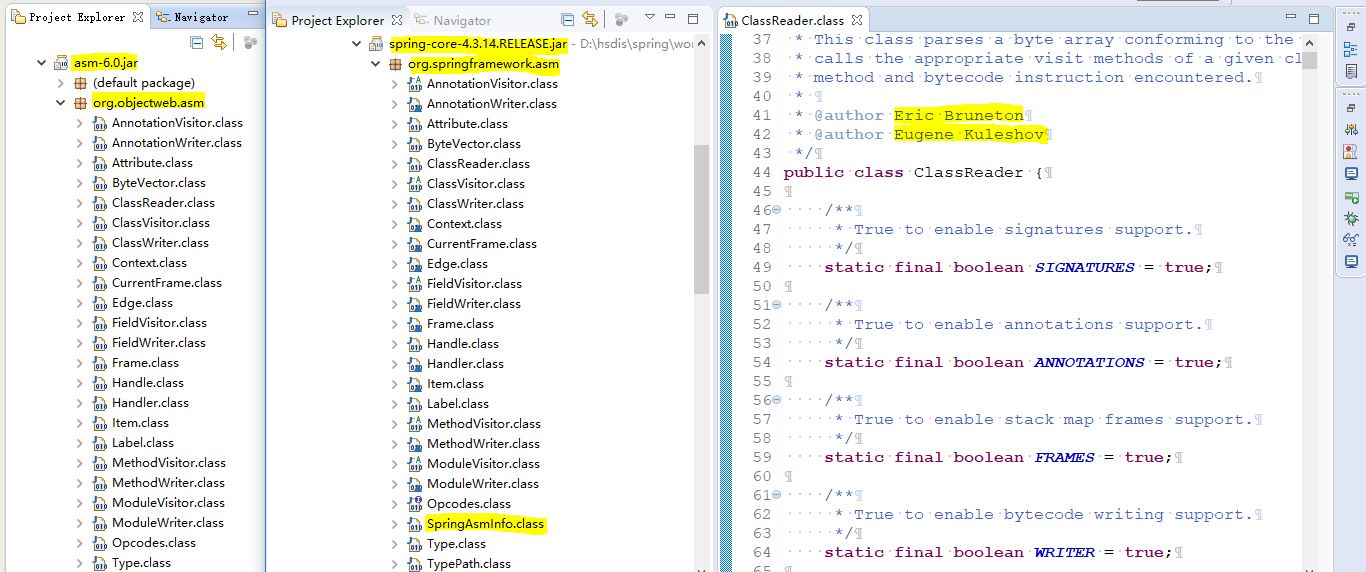 Project Explorer
Navigator
asm-6.0.jar
(default package)
org.objectweb.asm
AnnotationVisitor.class
AnnotationWriter.class
Attribute.class
ByteVector.class
ClassReader.class
ClassVisitor.class
ClassWriter.class
Context.class
CurrentFrame.class
Edge.class
FieldVisitor.class
FieldWriter.class
Frame.class
Handle.class
Handler.class
Item.class
Label.class
MethodVisitor.class
MethodWriter.class
ModuleVisitor.class
ModuleWriter.class
Opcodes.class
Type.class
Project Explorer
Navigator
spring-core-4.3.14.RELEASE.jar - D:\hsdis\spring\wo
org.springframework.asm
AnnotationVisitor.class
AnnotationWriter.class
Attribute.class
ByteVector.class
ClassReader.class
ClassVisitor.class
ClassWriter.class
Context.class
CurrentFrame.class
Edge.class
FieldVisitor.class
FieldWriter.class
Frame.class
Handle.class
Handler.class
Item.class
Label.class
MethodVisitor.class
MethodWriter.class
ModuleVisitor.class
ModuleWriter.class
Opcodes.class
SpringAsmInfo.class
Type.class
TypePath.class
ClassReader.class
37 * This class parses a byte array conforming to the
38 * calls the appropriate visit methods of a given cl
39 * method and bytecode instruction encountered.¶
40 * ¶
41 * @author Eric Bruneton¶
42 * @author Eugene Kuleshov¶
43 */¶
44 public class ClassReader {¶
45 ¶
46 /**¶
47 * True to enable signatures support.¶
48 */¶
49 static final boolean SIGNATURES = true;¶
50 ¶
51 /**¶
52 * True to enable annotations support.¶
53 */¶
54 static final boolean ANNOTATIONS = true;¶
55 ¶
56 /**¶
57 * True to enable stack map frames support.¶
58 */¶
59 static final boolean FRAMES = true;¶
60 ¶
61 /**¶
62 * True to enable bytecode writing support.¶
63 */¶
64 static final boolean WRITER = true;¶
65